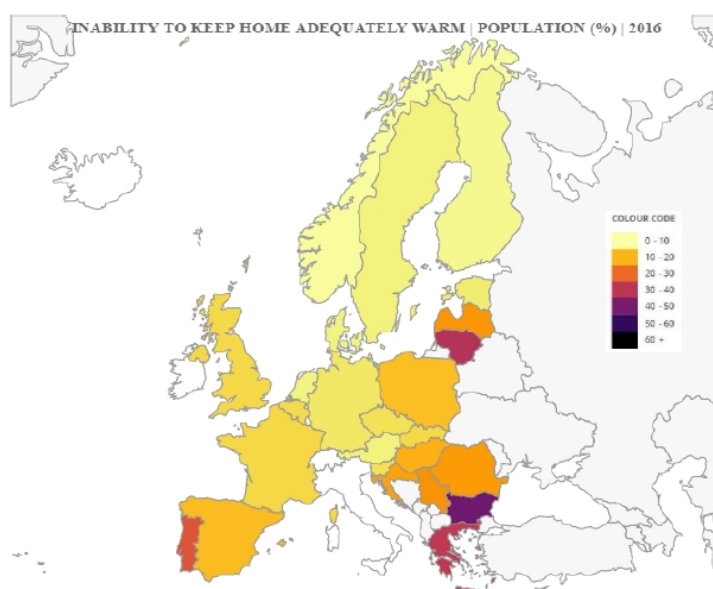 INABILITY TO KEEP HOME ADEQUATELY WARM | POPULATION (%) | 2016
COLOUR CODE
0 - 10
10 - 20
20 - 30
30 - 40
40 - 50
50 - 60
60 +